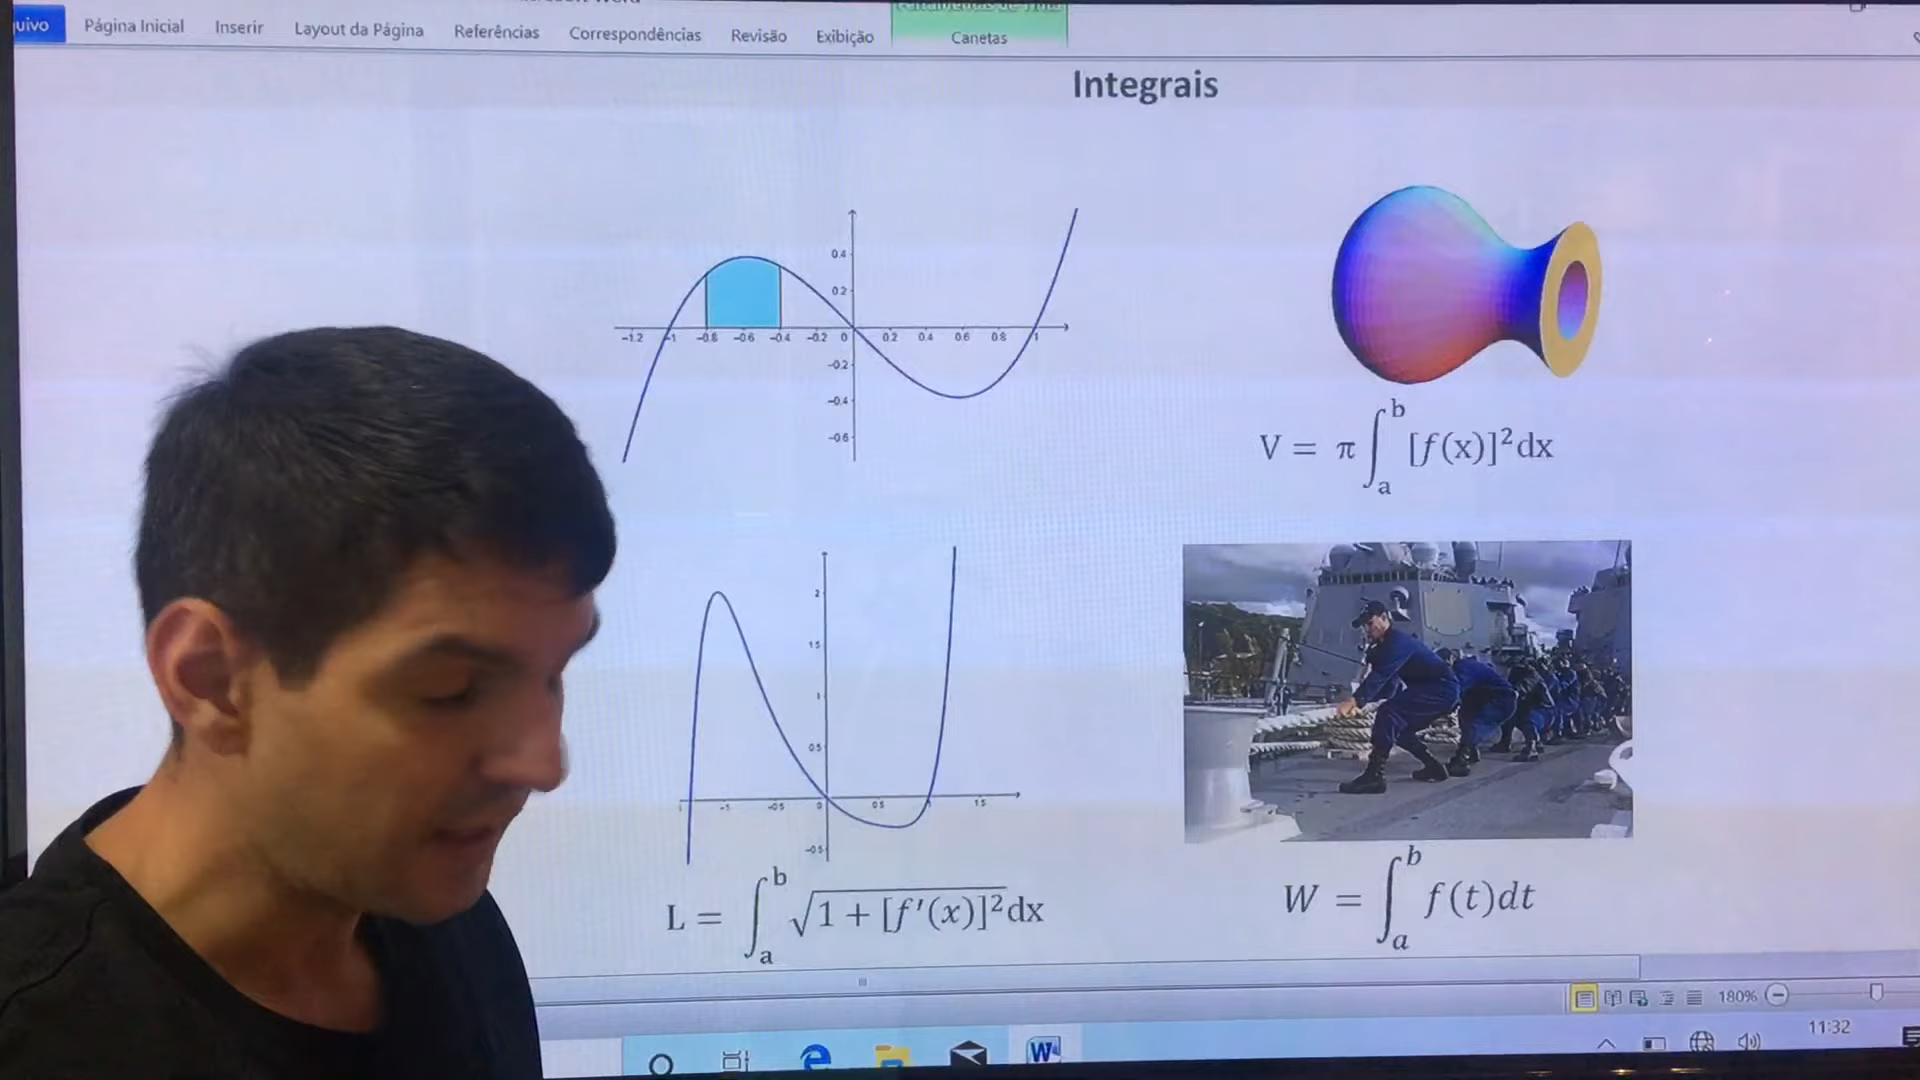 uivo Página Inicial Inserir Layout da Página Referências Correspondências Revisão Exibição Canetas
Integrais
0.4
0.2
-1.2 -1 -0.8 -0.6 -0.4 -0.2 0 0.2 0.4 0.6 0.8 1
-0.2
-0.4
-0.6
V = π∫ₐᵇ [f(x)]²dx
2
1.5
1
0.5
-1 -0.5 0 0.5 1 1.5
-0.5
L = ∫ₐᵇ √1 + [f'(x)]²dx
W = ∫ₐᵇ f(t)dt
180%
11:32